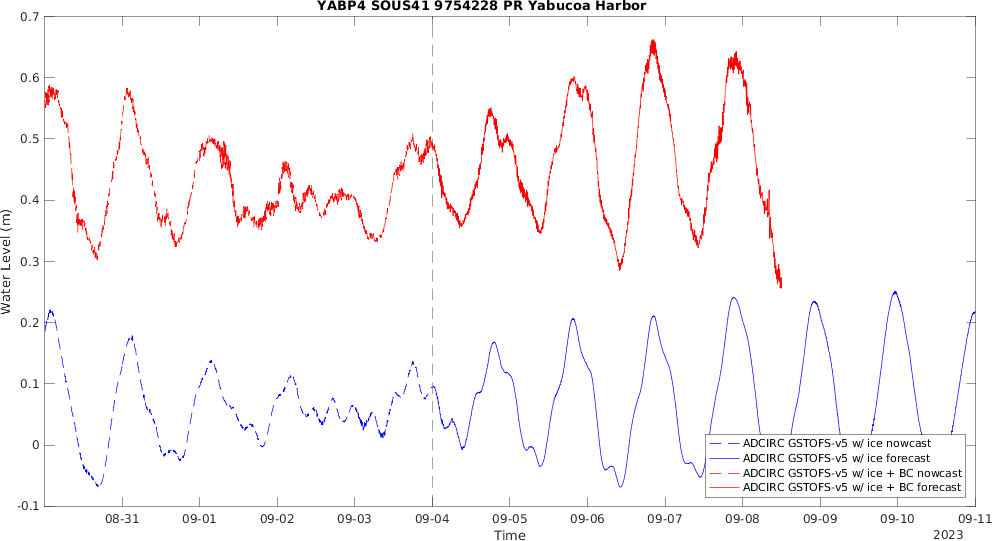 YABP4 SOUS41 9754228 PR Yabucoa Harbor
0.7
0.6
0.5
0.4
0.3
0.2
0.1
0
-0.1
Water Level (m)
ADCIRC GSTOFS-v5 w/ ice nowcast
ADCIRC GSTOFS-v5 w/ ice forecast
ADCIRC GSTOFS-v5 w/ ice + BC nowcast
ADCIRC GSTOFS-v5 w/ ice + BC forecast
08-31 09-01 09-02 09-03 09-04 09-05 09-06 09-07 09-08 09-09 09-10 09-11
Time 2023